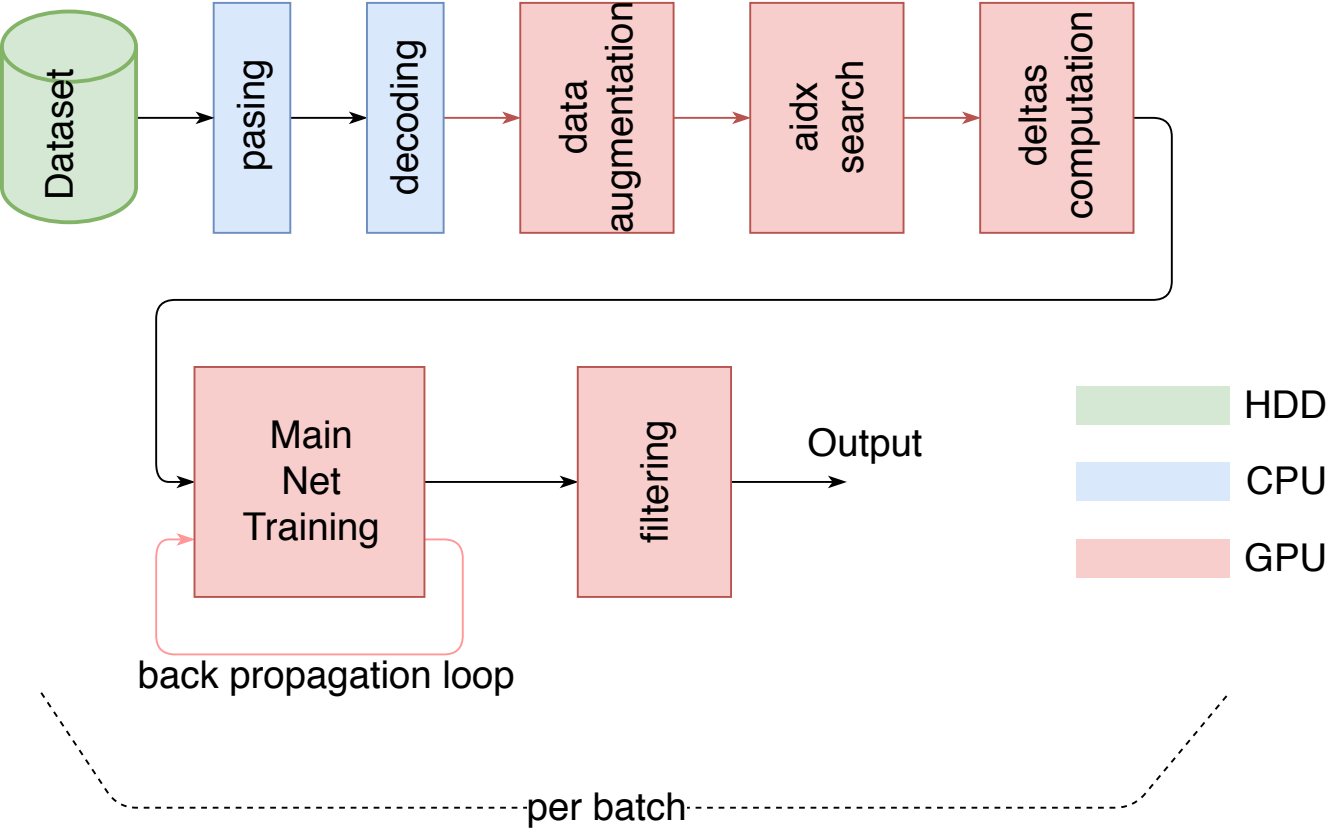 Dataset
pasing
decoding
data
augmentation
aidx
search
deltas
computation
Main
Net
Training
filtering
Output
back propagation loop
HDD
CPU
GPU
per batch